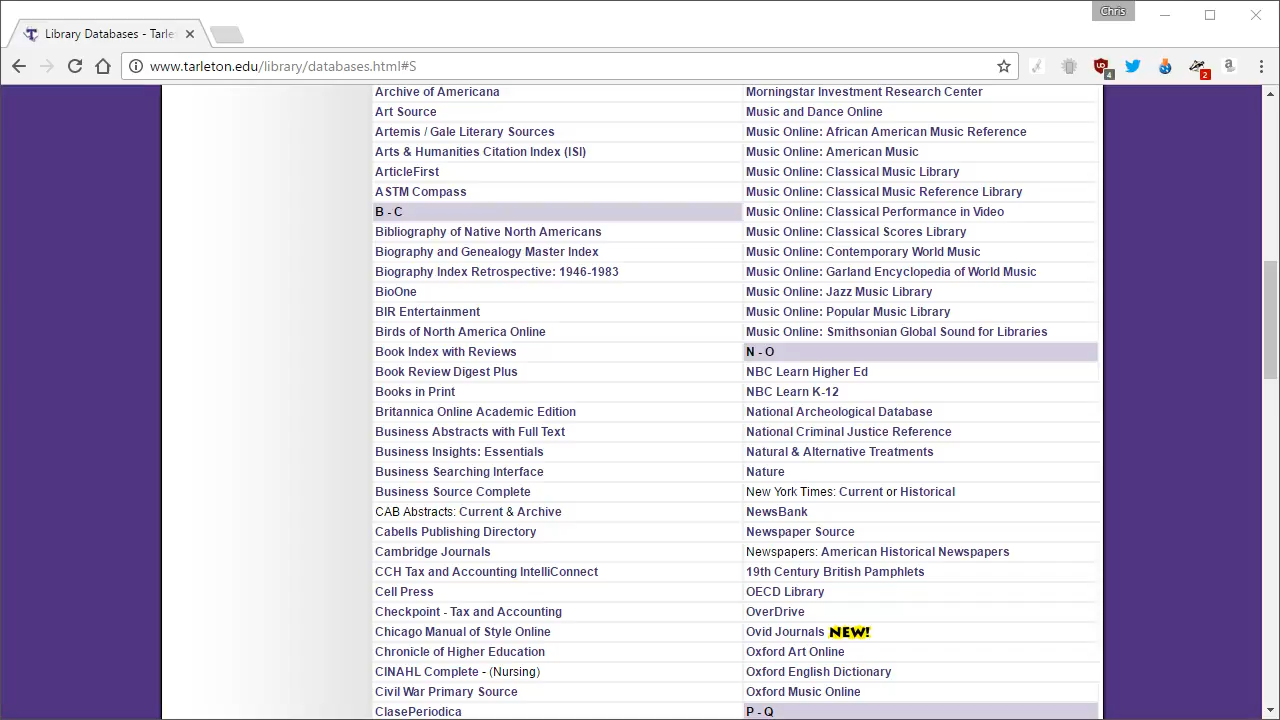 Chris
Library Databases - Tarle
www.tarleton.edu/library/databases.html#S
4
2
Archive of Americana
Art Source
Artemis / Gale Literary Sources
Arts & Humanities Citation Index (ISI)
ArticleFirst
ASTM Compass
B - C
Bibliography of Native North Americans
Biography and Genealogy Master Index
Biography Index Retrospective: 1946-1983
BioOne
BIR Entertainment
Birds of North America Online
Book Index with Reviews
Book Review Digest Plus
Books in Print
Britannica Online Academic Edition
Business Abstracts with Full Text
Business Insights: Essentials
Business Searching Interface
Business Source Complete
CAB Abstracts: Current & Archive
Cabells Publishing Directory
Cambridge Journals
CCH Tax and Accounting IntelliConnect
Cell Press
Checkpoint - Tax and Accounting
Chicago Manual of Style Online
Chronicle of Higher Education
CINAHL Complete - (Nursing)
Civil War Primary Source
ClasePeriodica
Morningstar Investment Research Center
Music and Dance Online
Music Online: African American Music Reference
Music Online: American Music
Music Online: Classical Music Library
Music Online: Classical Music Reference Library
Music Online: Classical Performance in Video
Music Online: Classical Scores Library
Music Online: Contemporary World Music
Music Online: Garland Encyclopedia of World Music
Music Online: Jazz Music Library
Music Online: Popular Music Library
Music Online: Smithsonian Global Sound for Libraries
N - O
NBC Learn Higher Ed
NBC Learn K-12
National Archeological Database
National Criminal Justice Reference
Natural & Alternative Treatments
Nature
New York Times: Current or Historical
NewsBank
Newspaper Source
Newspapers: American Historical Newspapers
19th Century British Pamphlets
OECD Library
OverDrive
Ovid Journals NEW!
Oxford Art Online
Oxford English Dictionary
Oxford Music Online
P - Q